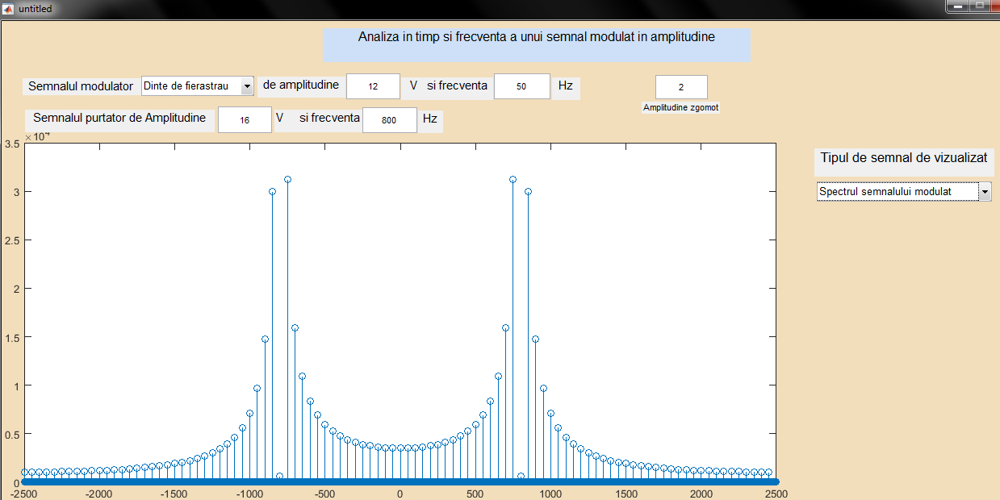 untitled
Analiza in timp si frecventa a unui semnal modulat in amplitudine
Semnalul modulator Dinte de fierastrau de amplitudine 12 V si frecventa 50 Hz 2
Amplitudine zgomot
Semnalul purtator de Amplitudine 16 V si frecventa 800 Hz
×10⁴
3.5
3
2.5
2
1.5
1
0.5
0
-2500 -2000 -1500 -1000 -500 0 500 1000 1500 2000 2500
Tipul de semnal de vizualizat
Spectrul semnalului modulat